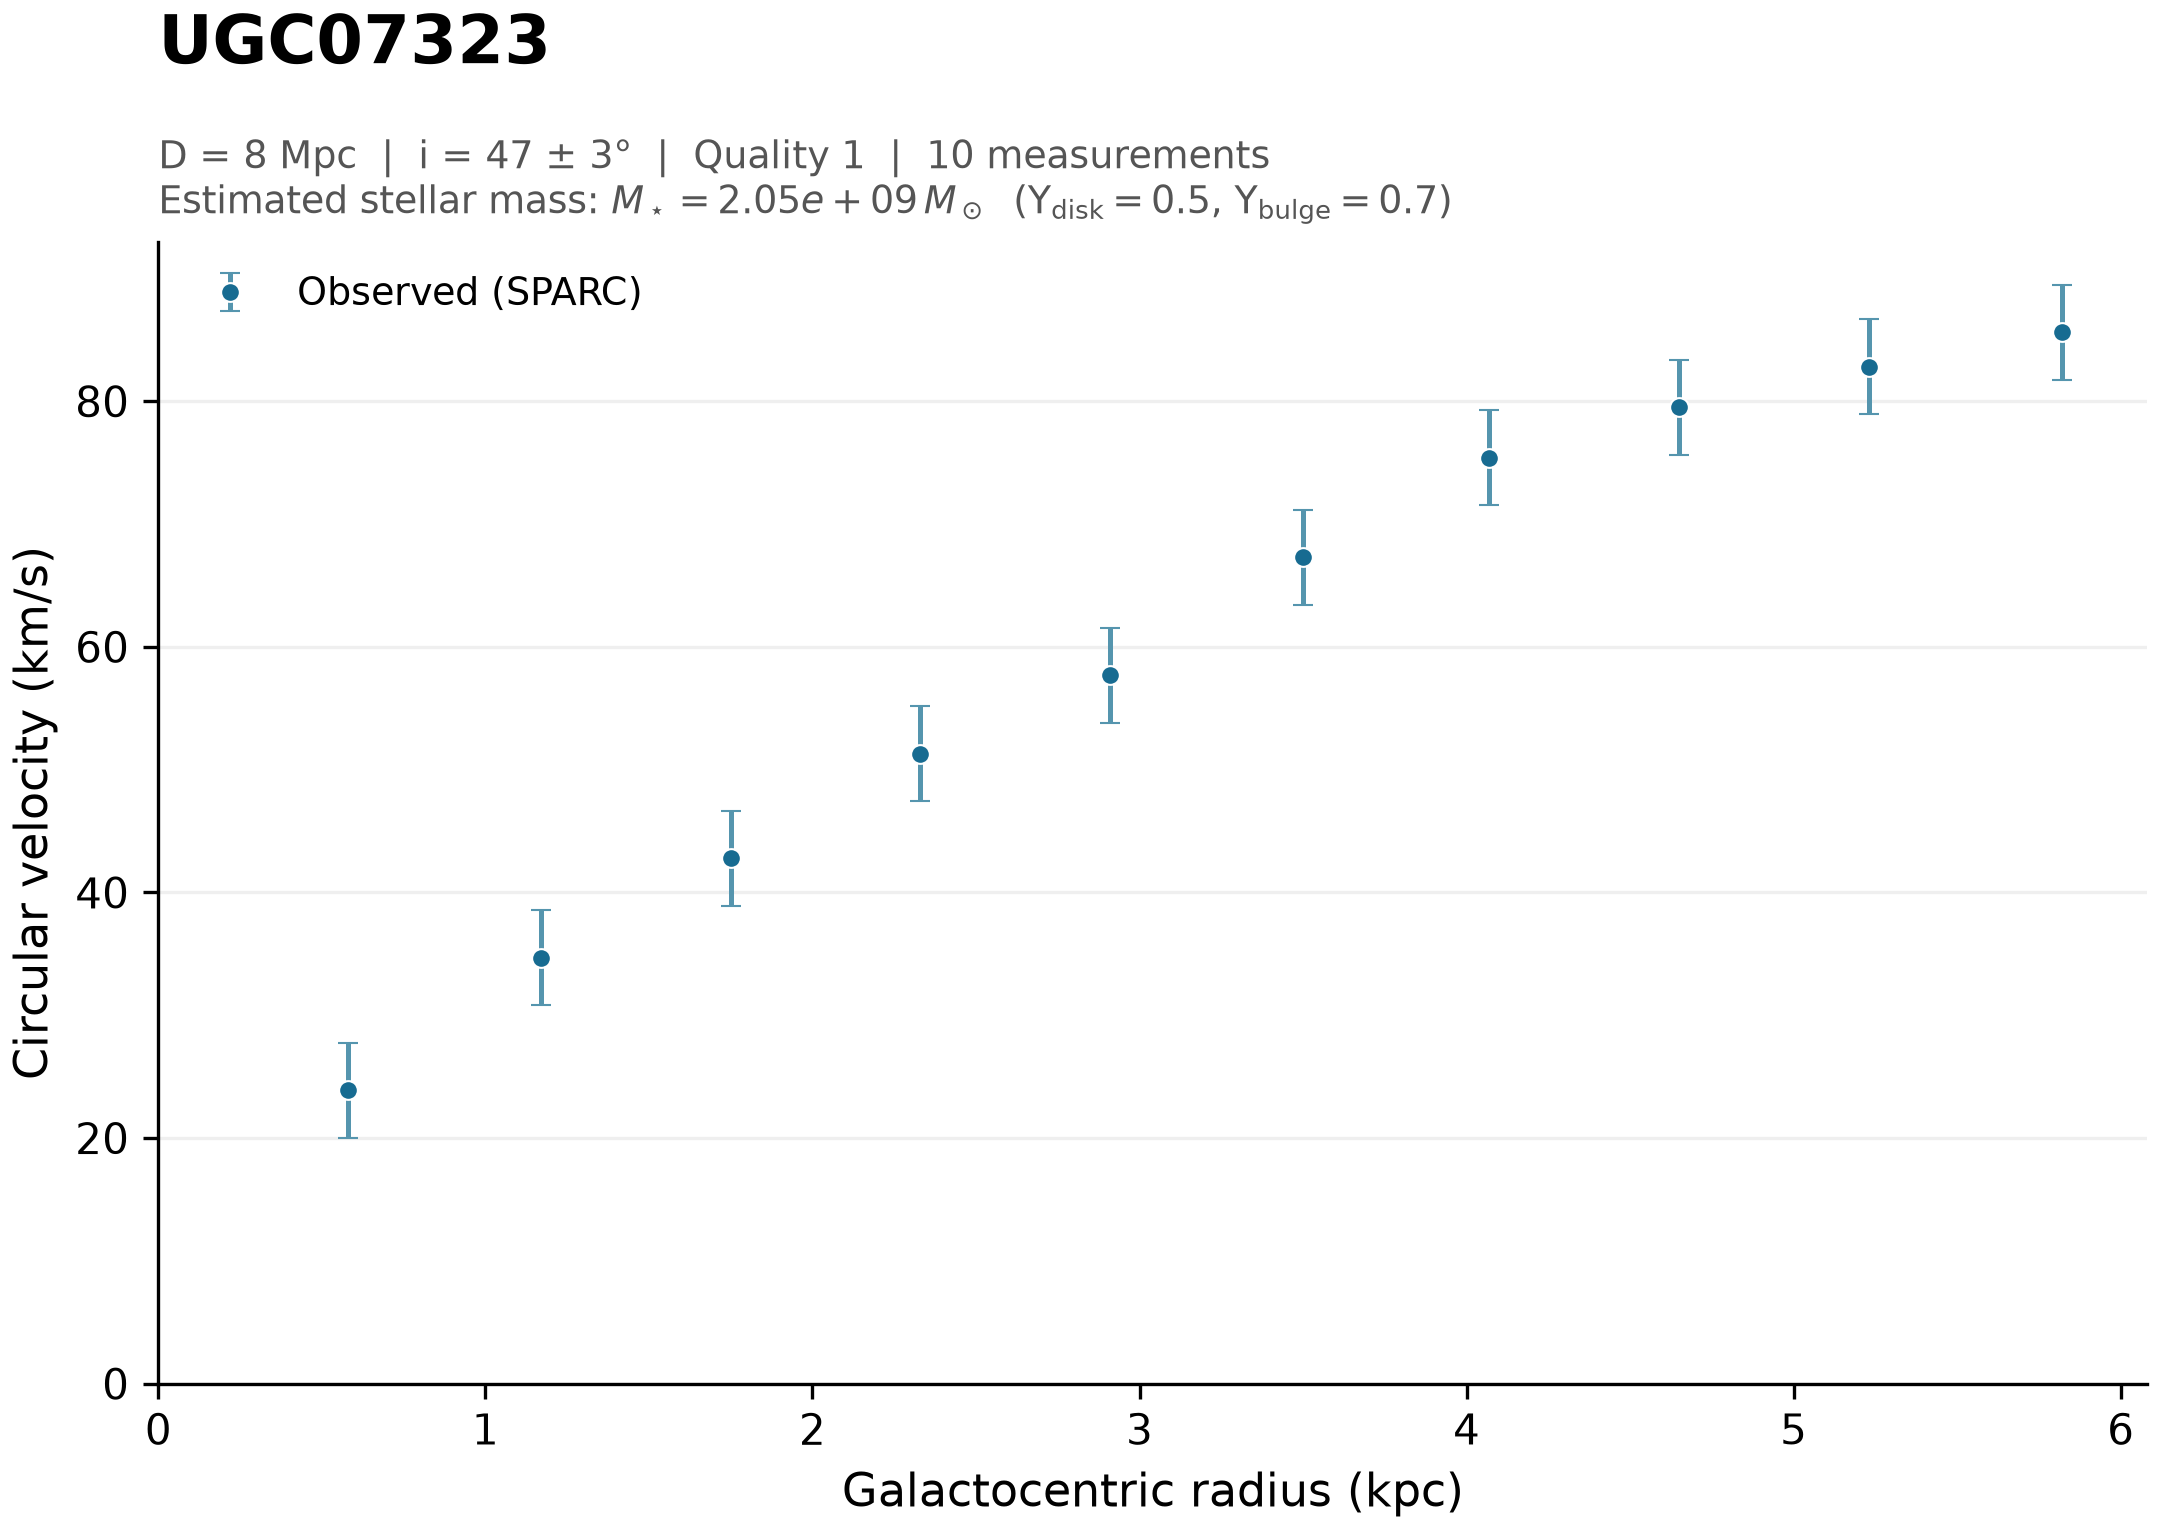 UGC07323
D = 8 Mpc | i = 47 ± 3° | Quality 1 | 10 measurements
Estimated stellar mass: M⋆ = 2.05e + 09 M⊙ (Ydisk = 0.5, Ybulge = 0.7)
Observed (SPARC)
80
60
40
20
0
Circular velocity (km/s)
0 1 2 3 4 5 6
Galactocentric radius (kpc)